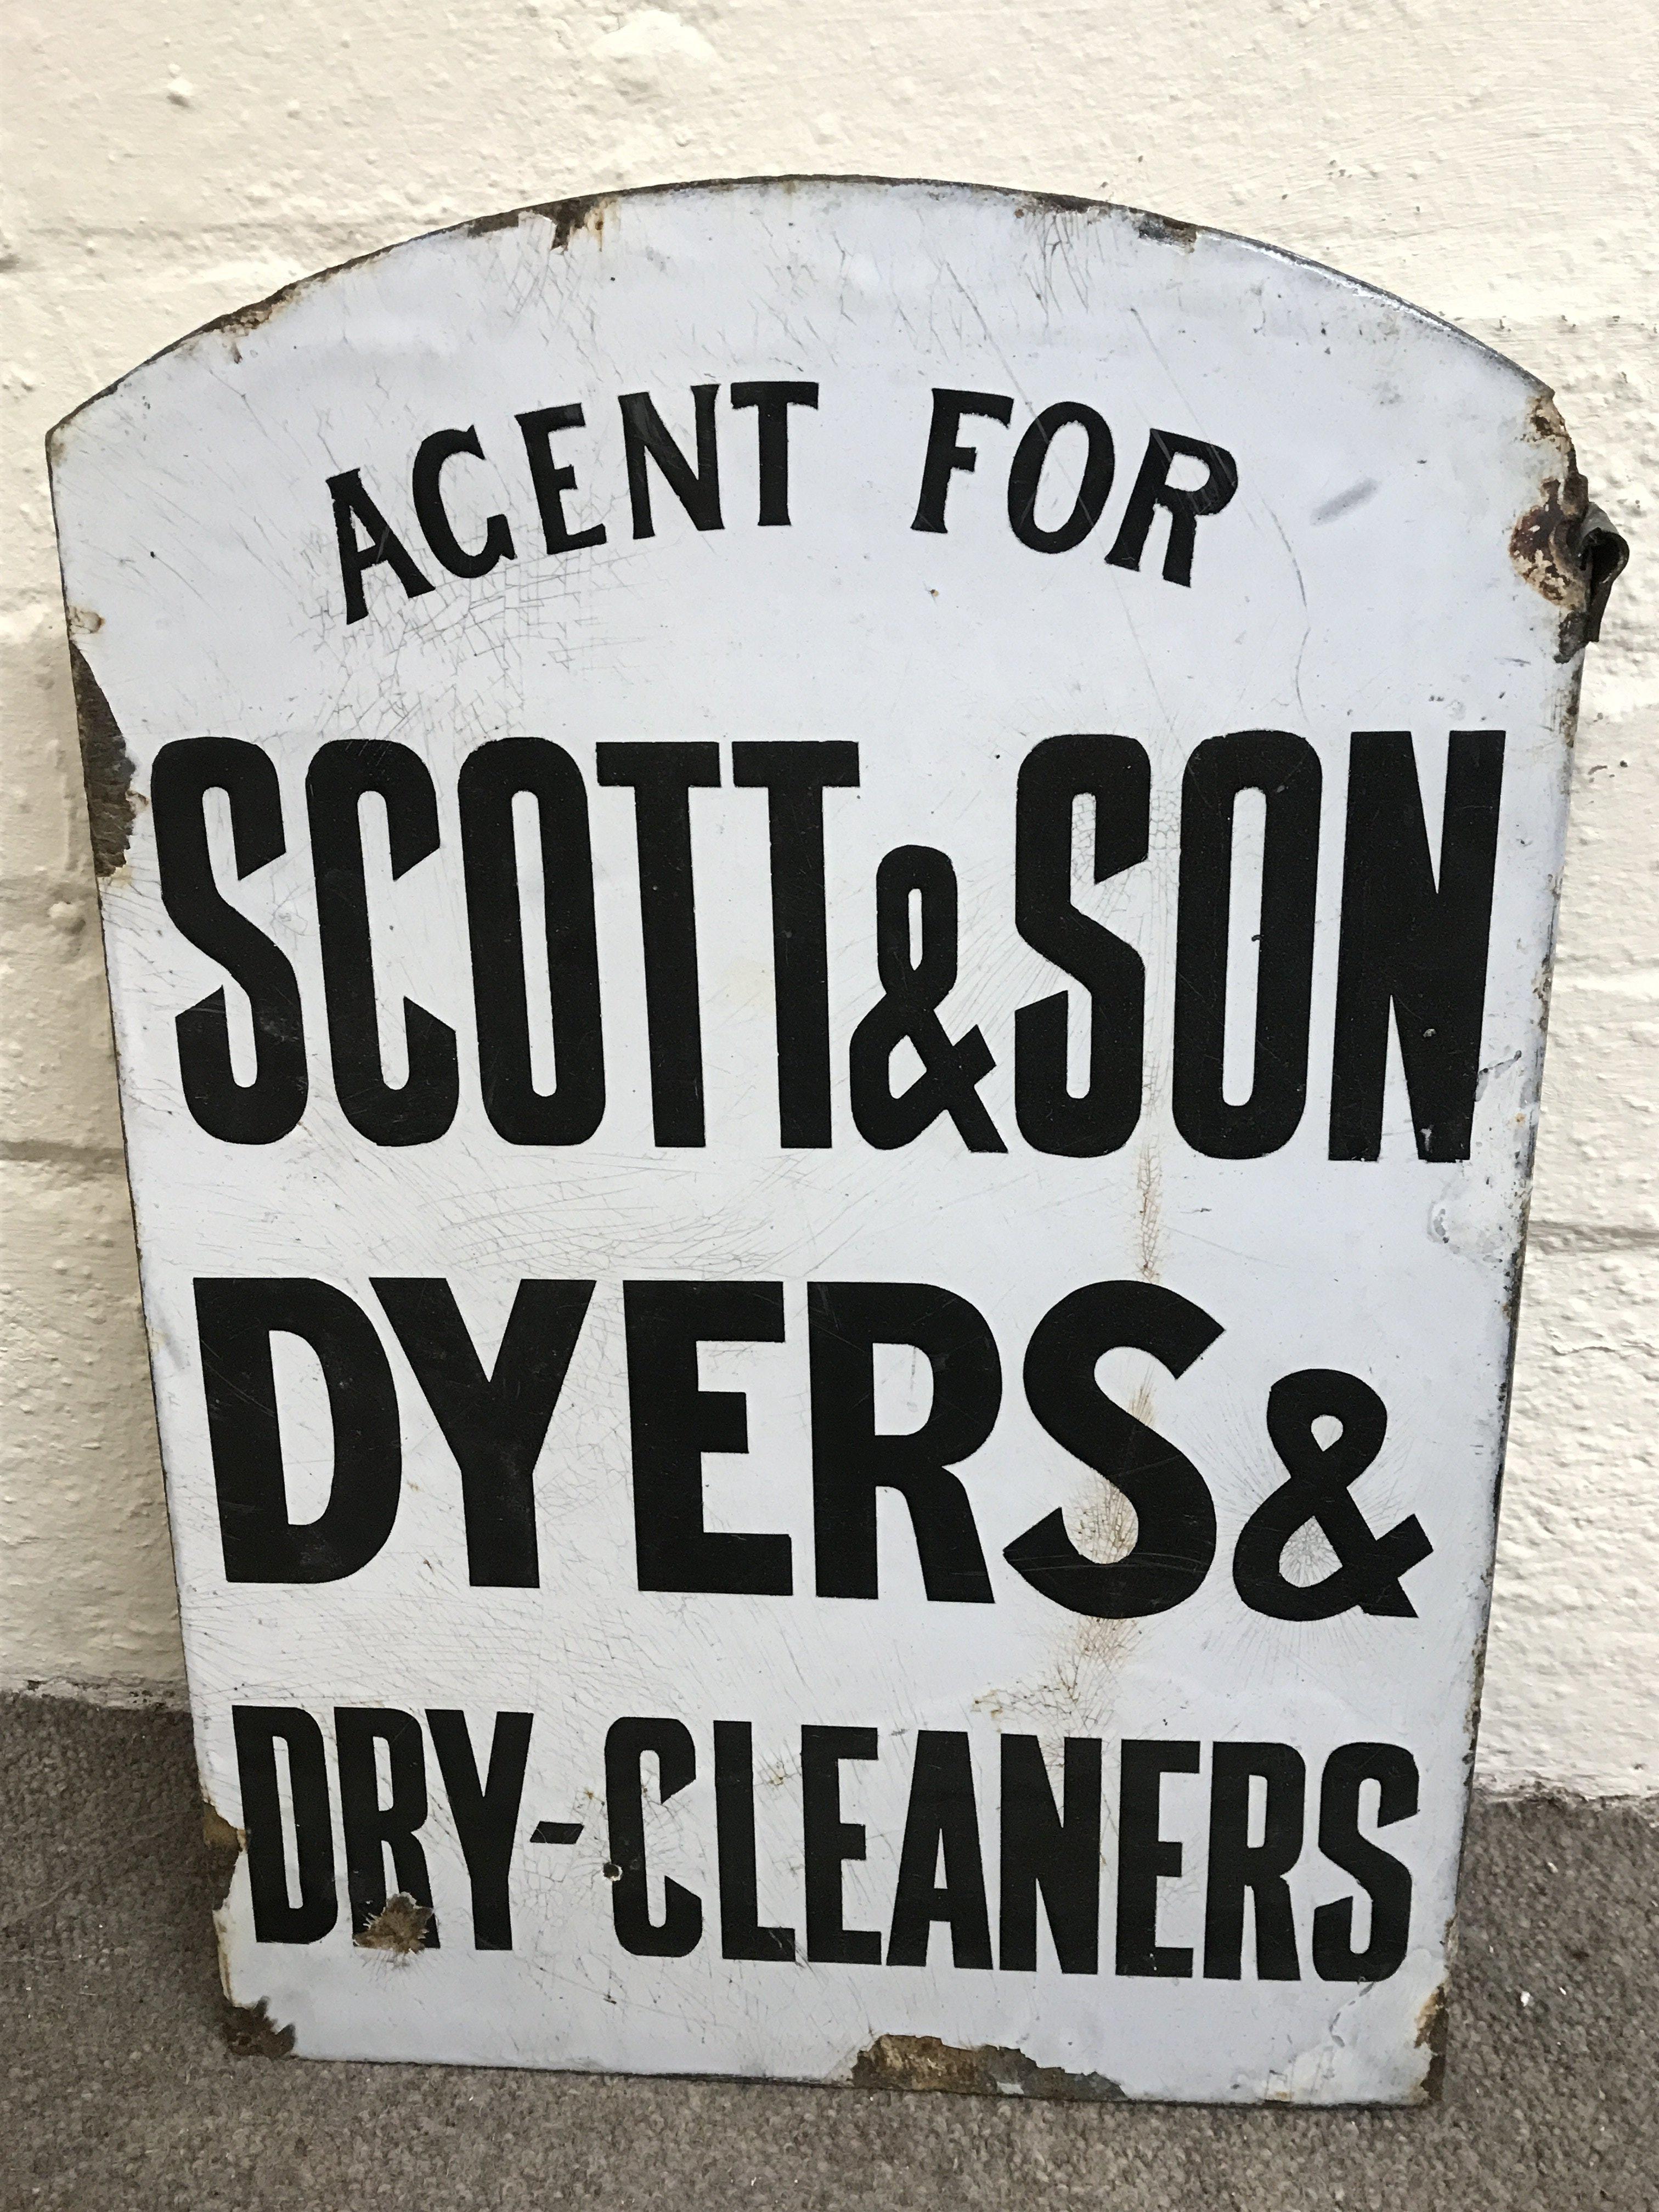 AGENT FOR
SCOTT & SON
DYERS &
DRY-CLEANERS